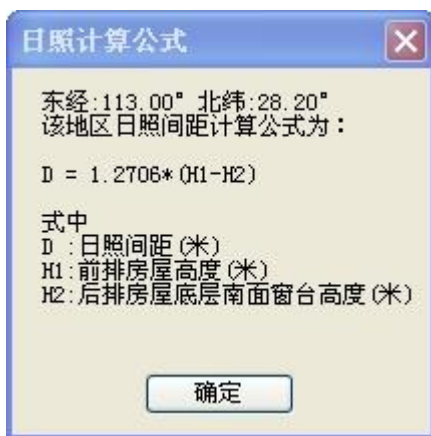 日照计算公式
东经:113.00° 北纬:28.20°
该地区日照间距计算公式为：
D = 1.2706*(H1-H2)
式中
D :日照间距(米)
H1:前排房屋高度(米)
H2:后排房屋底层南面窗台高度(米)
确定